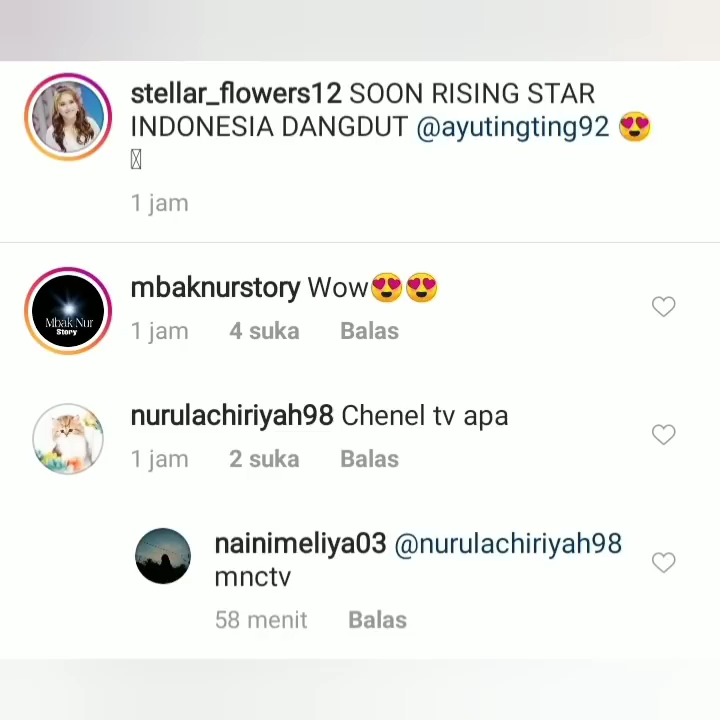 stellar_flowers12 SOON RISING STAR
INDONESIA DANGDUT @ayutingting92 😍
1 jam
mbaknurstory Wow😍😍
Mbak Nur
Story
1 jam 4 suka Balas
nurulachiriyah98 Chenel tv apa
1 jam 2 suka Balas
nainimeliya03 @nurulachiriyah98
mnctv
58 menit Balas